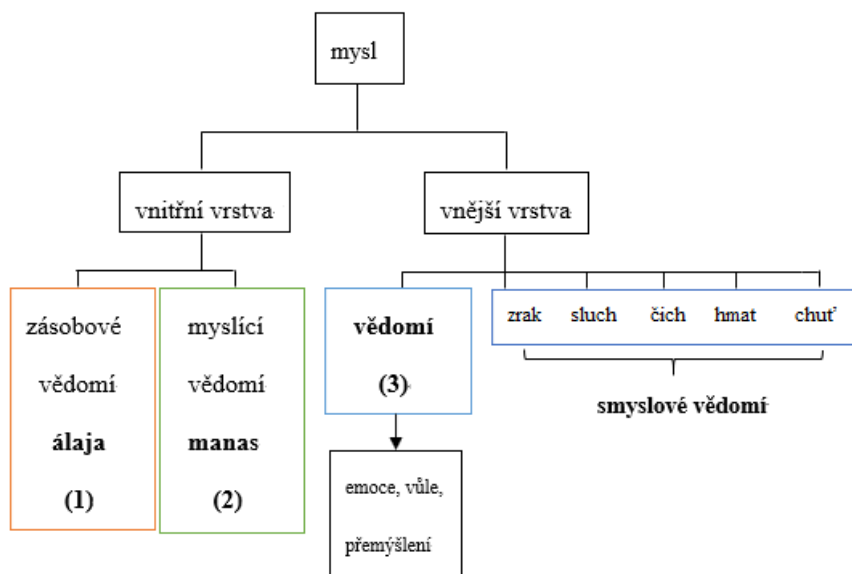 mysl
vnitřní vrstva
vnější vrstva
zásobové
vědomí
álaja
(1)
myslící
vědomí
manas
(2)
vědomí
(3)
zrak sluch čich hmat chuť
smyslové vědomí
emoce, vůle,
přemýšlení